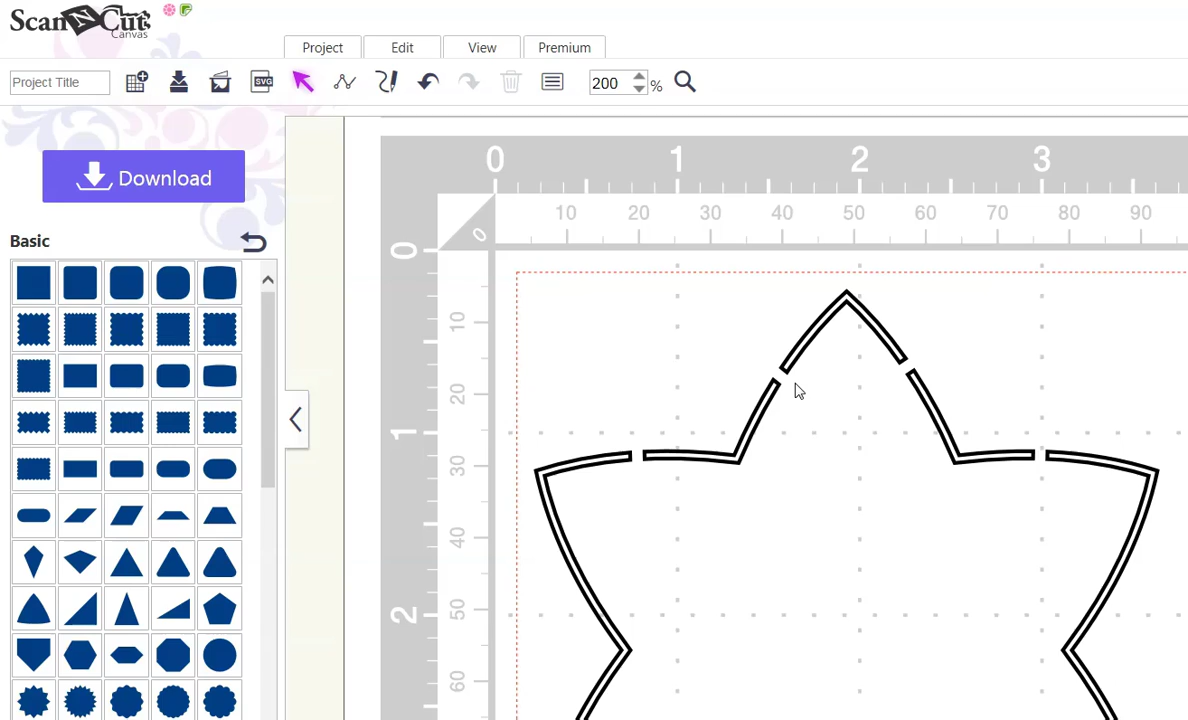 ScanNCut
Canvas
Project Edit View Premium
Project Title SVG 200 %
Download
Basic
0 1 2 3
10 20 30 40 50 60 70 80 90
0
0
10
20
1
30
40
2
50
60